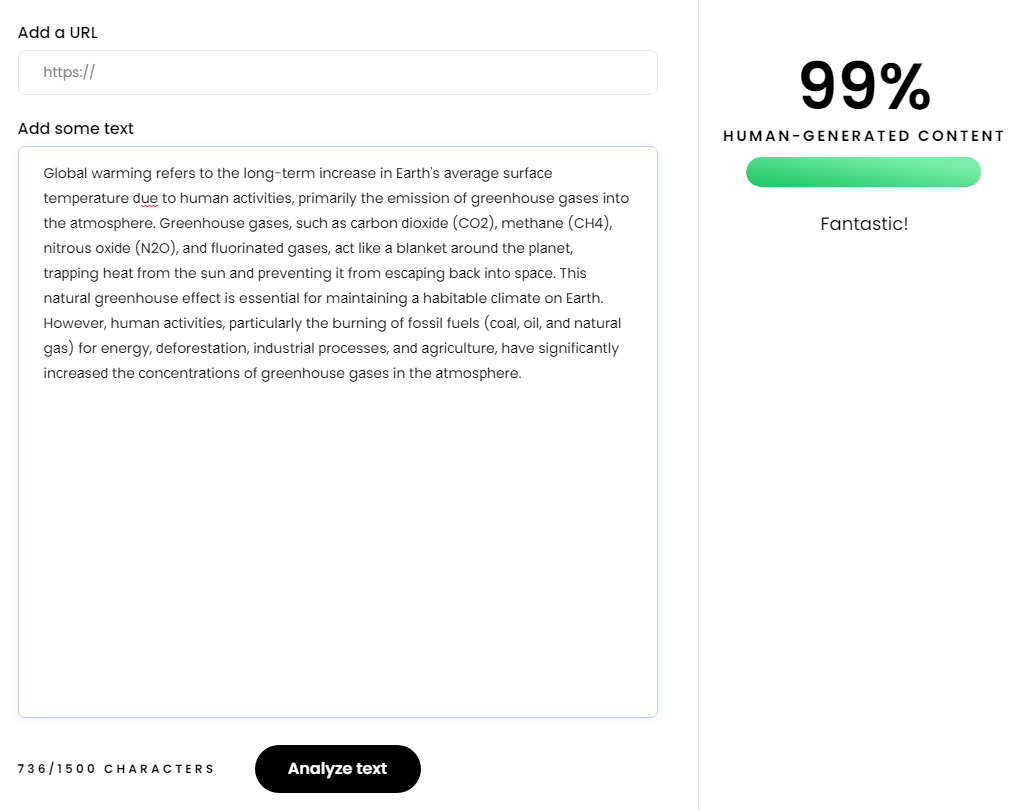 Add a URL
https://
Add some text
Global warming refers to the long-term increase in Earth's average surface
temperature due to human activities, primarily the emission of greenhouse gases into
the atmosphere. Greenhouse gases, such as carbon dioxide (CO2), methane (CH4),
nitrous oxide (N2O), and fluorinated gases, act like a blanket around the planet,
trapping heat from the sun and preventing it from escaping back into space. This
natural greenhouse effect is essential for maintaining a habitable climate on Earth.
However, human activities, particularly the burning of fossil fuels (coal, oil, and natural
gas) for energy, deforestation, industrial processes, and agriculture, have significantly
increased the concentrations of greenhouse gases in the atmosphere.
736/1500 CHARACTERS
Analyze text
99%
HUMAN-GENERATED CONTENT
Fantastic!